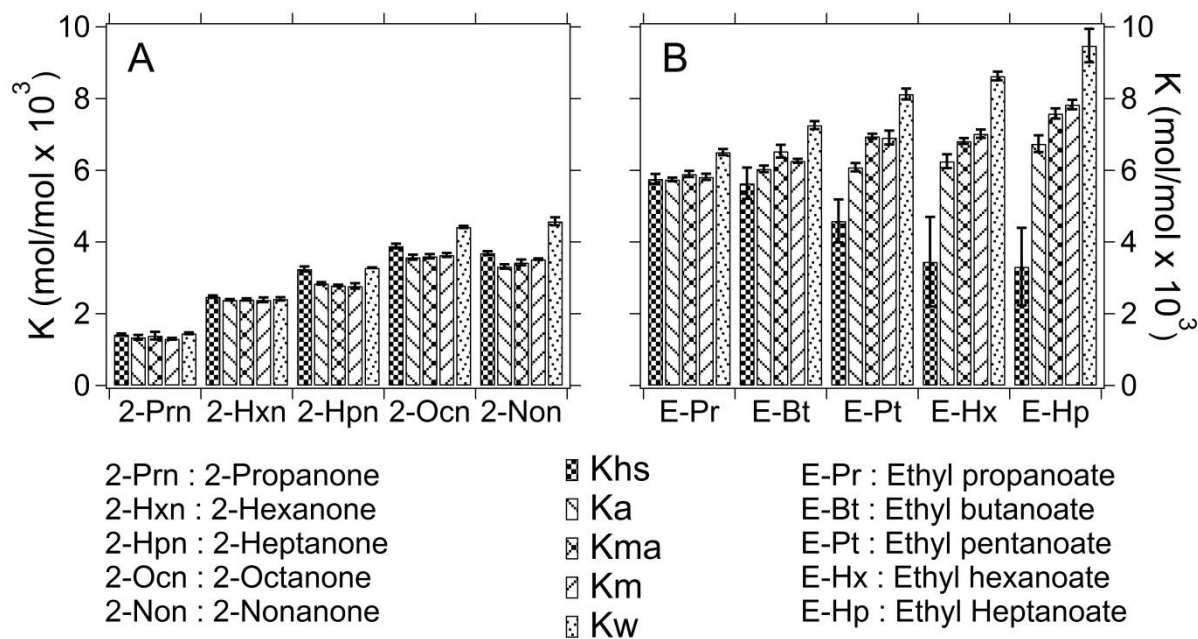 A
B
K (mol/mol x 10³)
10
8
6
4
2
0
K (mol/mol x 10³)
10
8
6
4
2
0
2-Prn 2-Hxn 2-Hpn 2-Ocn 2-Non
E-Pr E-Bt E-Pt E-Hx E-Hp
2-Prn : 2-Propanone
2-Hxn : 2-Hexanone
2-Hpn : 2-Heptanone
2-Ocn : 2-Octanone
2-Non : 2-Nonanone
Khs
Ka
Kma
Km
Kw
E-Pr : Ethyl propanoate
E-Bt : Ethyl butanoate
E-Pt : Ethyl pentanoate
E-Hx : Ethyl hexanoate
E-Hp : Ethyl Heptanoate